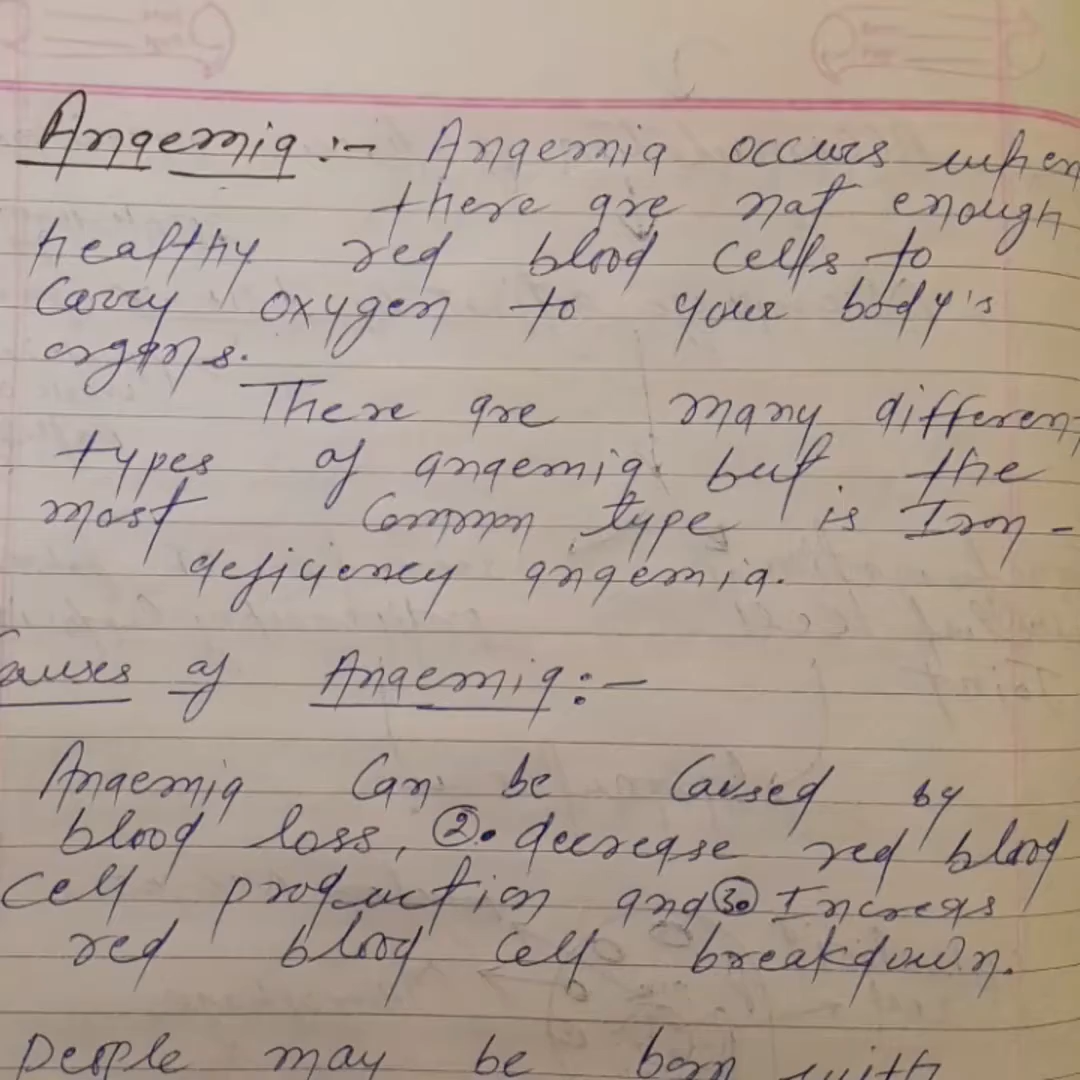 Anaemia :- Anaemia occurs when
there are not enough
healthy red blood cells to
carry oxygen to your body's
organs.
There are many different
types of anaemia but the
most common type is Iron-
deficiency anaemia.
Causes of Anaemia :-
Anaemia can be caused by
blood loss, ②. decrease red blood
cell production and ③. Increas
red blood cell breakdown.
People may be born with